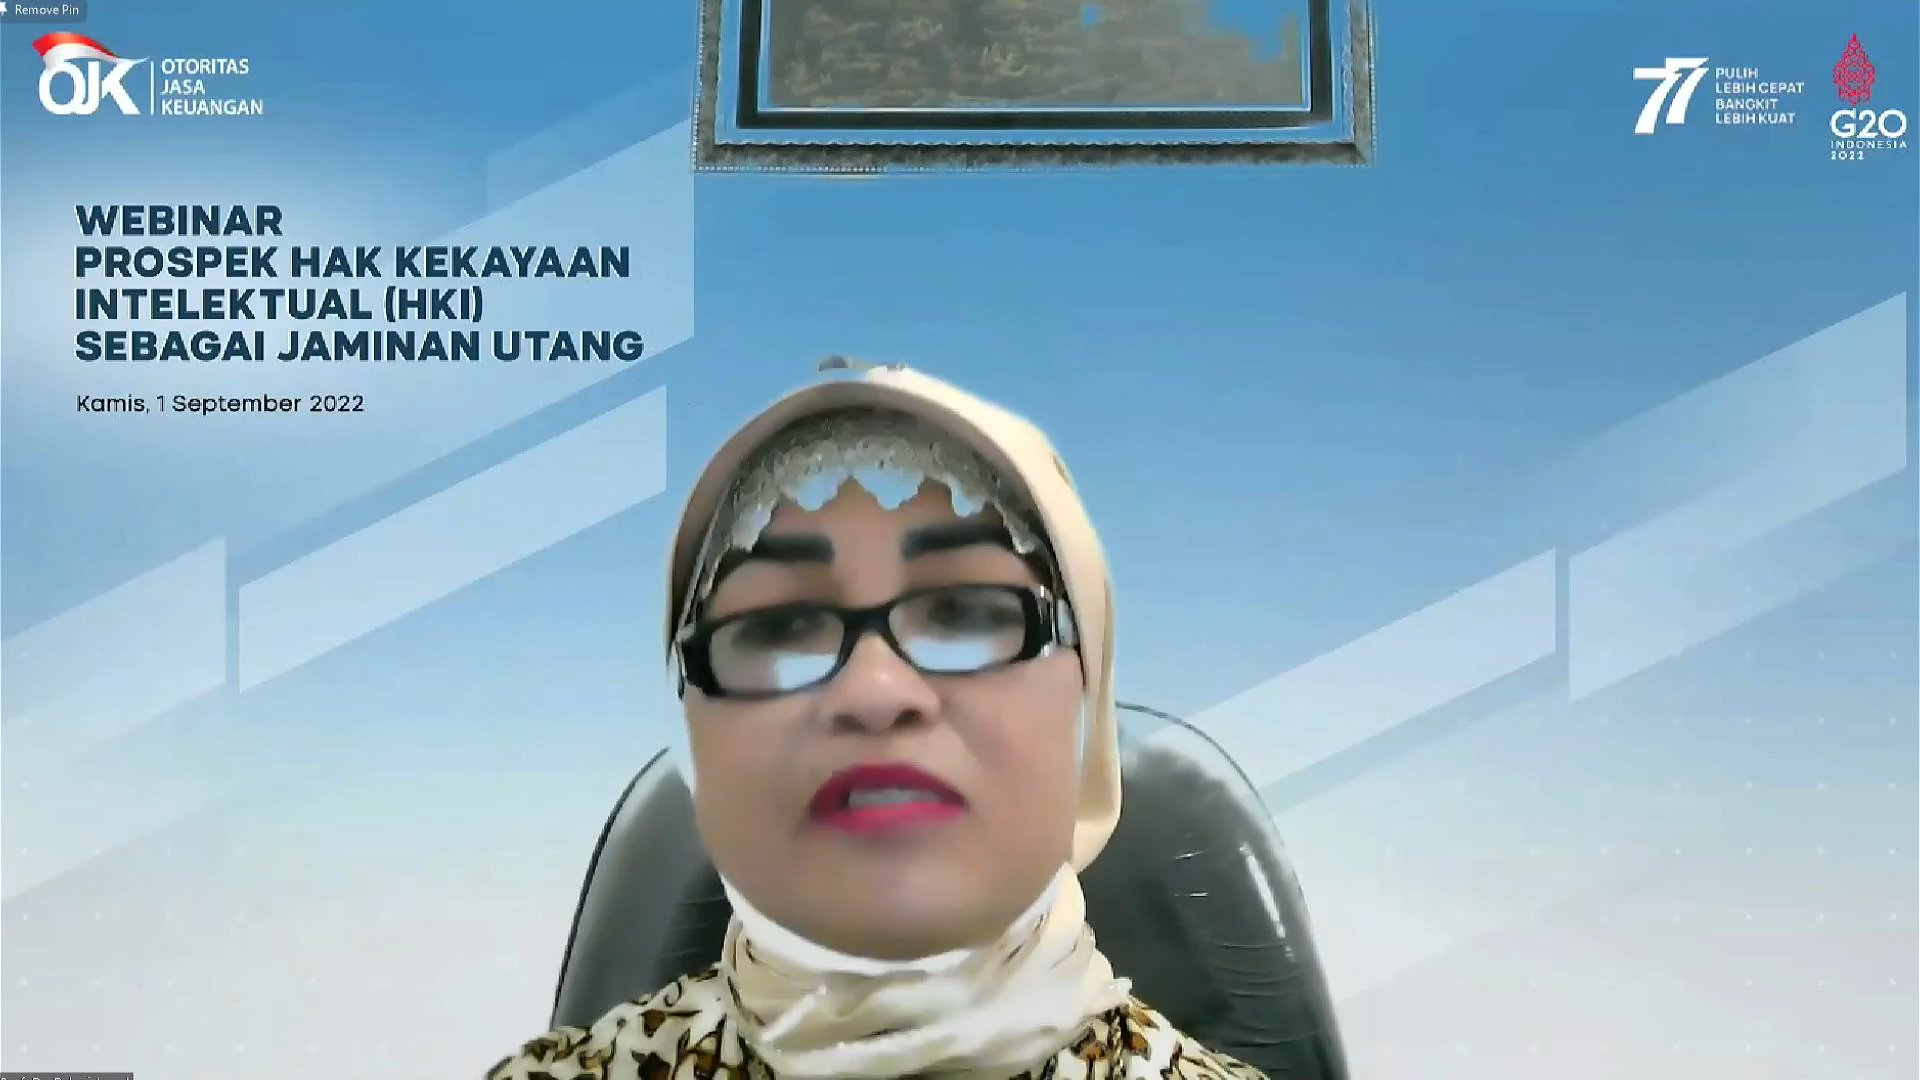 Remove Pin
OJK
OTORITAS
JASA
KEUANGAN
77
PULIH
LEBIH CEPAT
BANGKIT
LEBIH KUAT
G20
INDONESIA
2022
WEBINAR
PROSPEK HAK KEKAYAAN
INTELEKTUAL (HKI)
SEBAGAI JAMINAN UTANG
Kamis, 1 September 2022